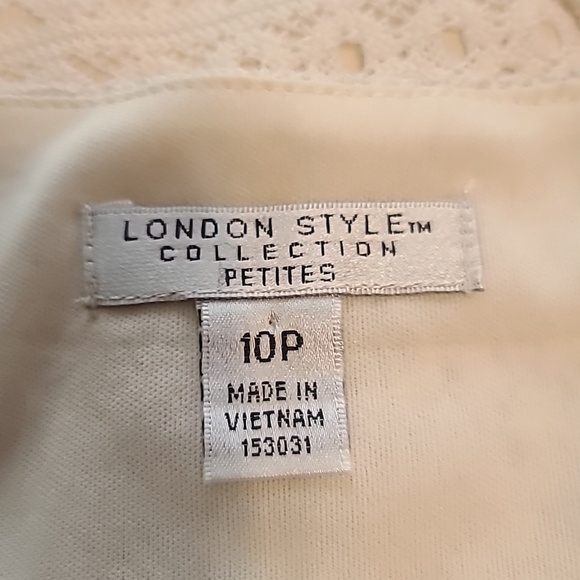 LONDON STYLE™
COLLECTION
PETITES
10P
MADE IN
VIETNAM
153031